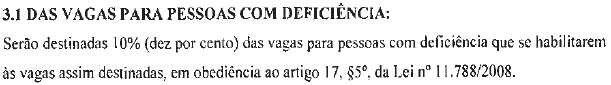 3.1 DAS VAGAS PARA PESSOAS COM DEFICIÊNCIA:
Serão destinadas 10% (dez por cento) das vagas para pessoas com deficiência que se habilitarem
às vagas assim destinadas, em obediência ao artigo 17, §5º, da Lei nº 11.788/2008.